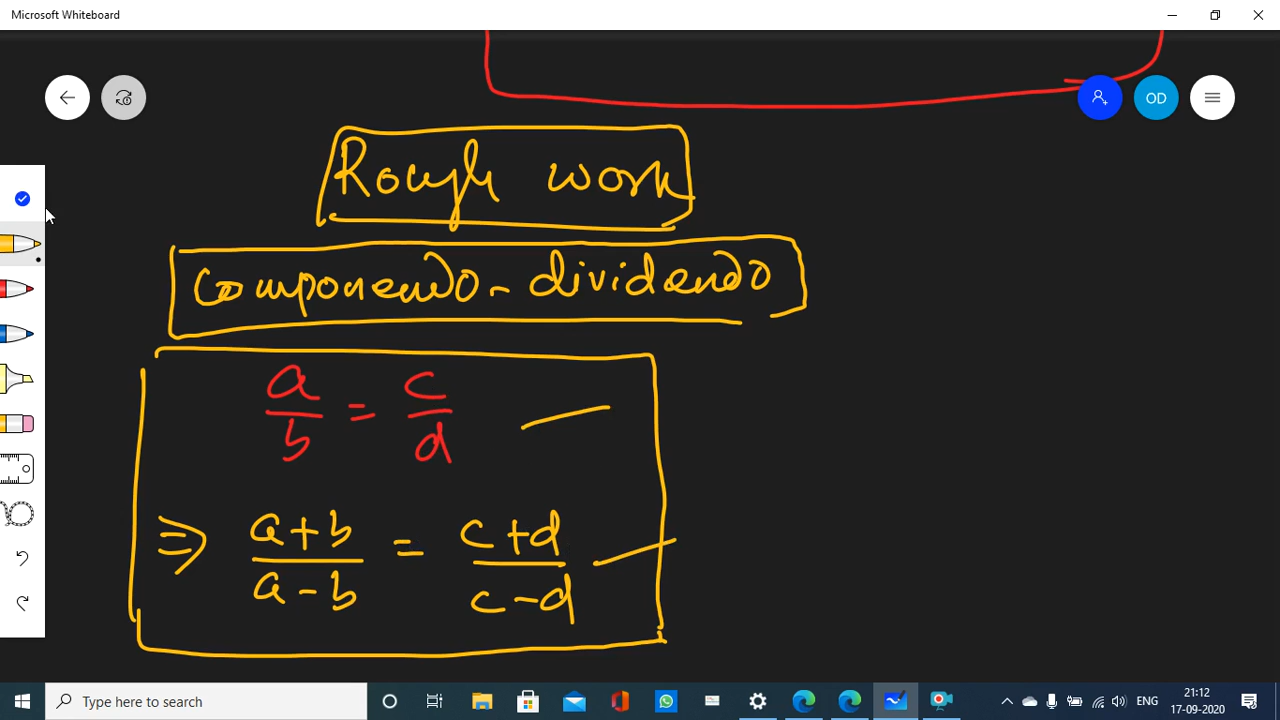 Microsoft Whiteboard
OD
Rough work
Componendo - dividendo
a/b = c/d
⇒ a+b/a-b = c+d/c-d
Type here to search
ENG
21:12
17-09-2020